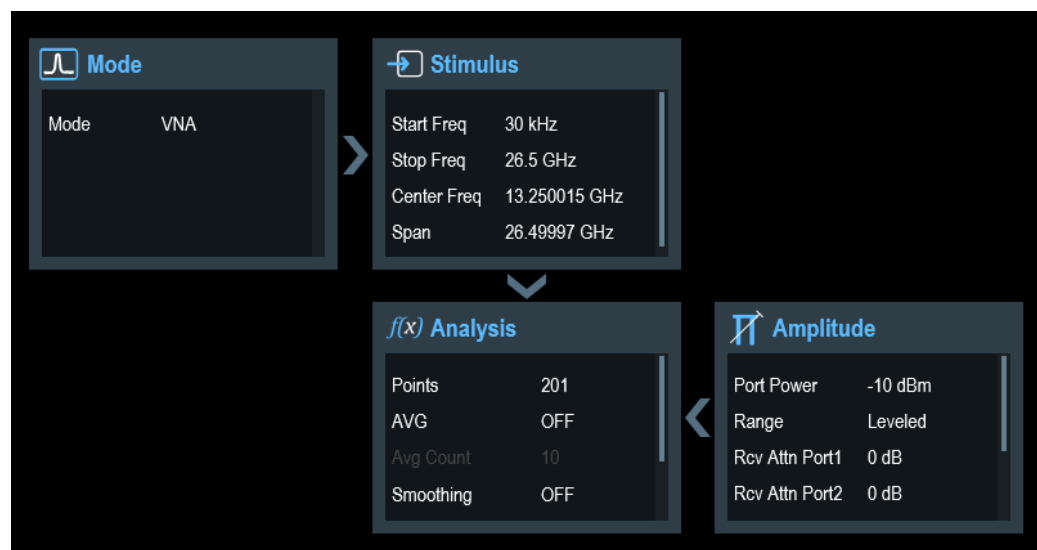 Mode
Mode VNA
Stimulus
Start Freq 30 kHz
Stop Freq 26.5 GHz
Center Freq 13.250015 GHz
Span 26.49997 GHz
f(x) Analysis
Points 201
AVG OFF
Avg Count 10
Smoothing OFF
Amplitude
Port Power -10 dBm
Range Leveled
Rcv Attn Port1 0 dB
Rcv Attn Port2 0 dB